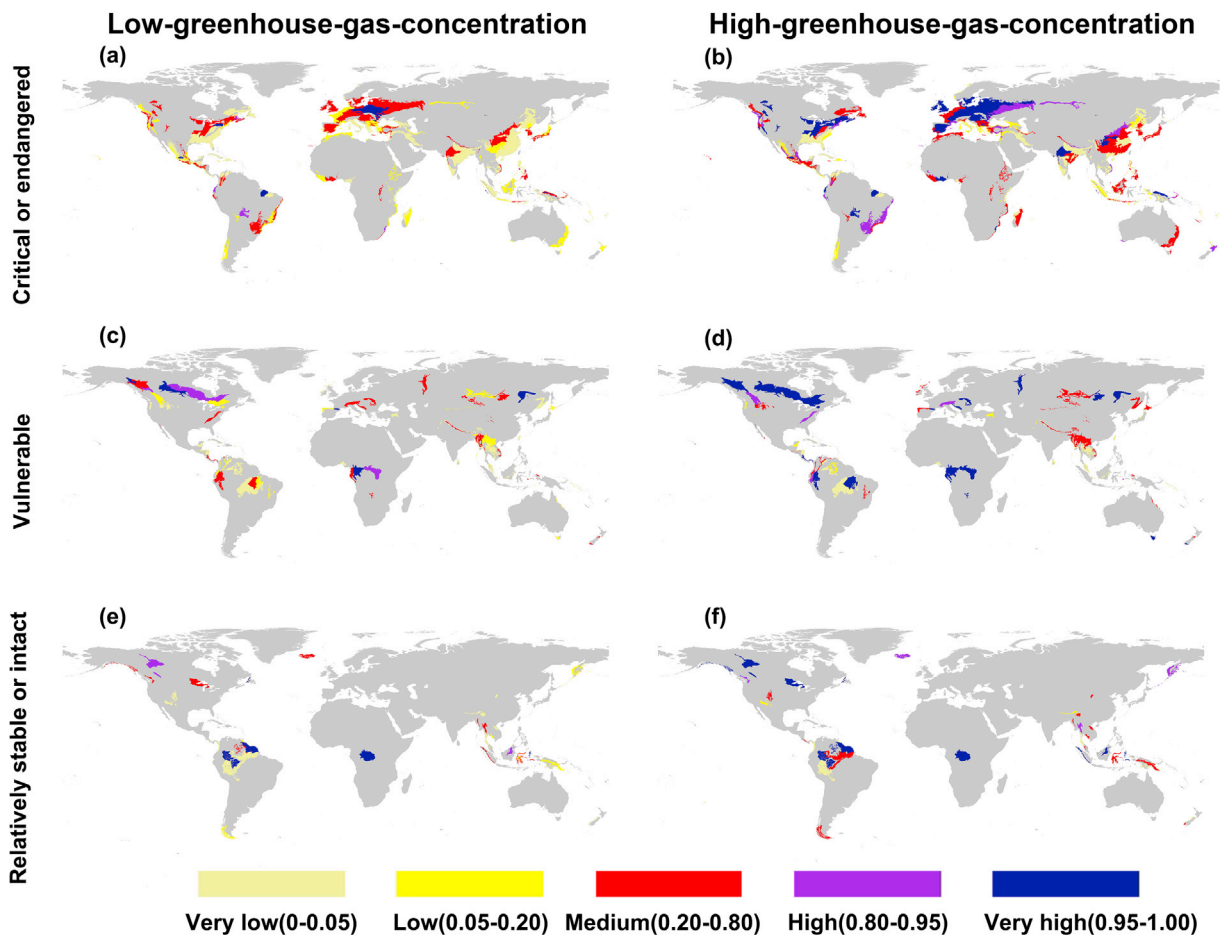 Low-greenhouse-gas-concentration
High-greenhouse-gas-concentration
(a)
(b)
Critical or endangered
(c)
(d)
Vulnerable
(e)
(f)
Relatively stable or intact
Very low(0-0.05)
Low(0.05-0.20)
Medium(0.20-0.80)
High(0.80-0.95)
Very high(0.95-1.00)